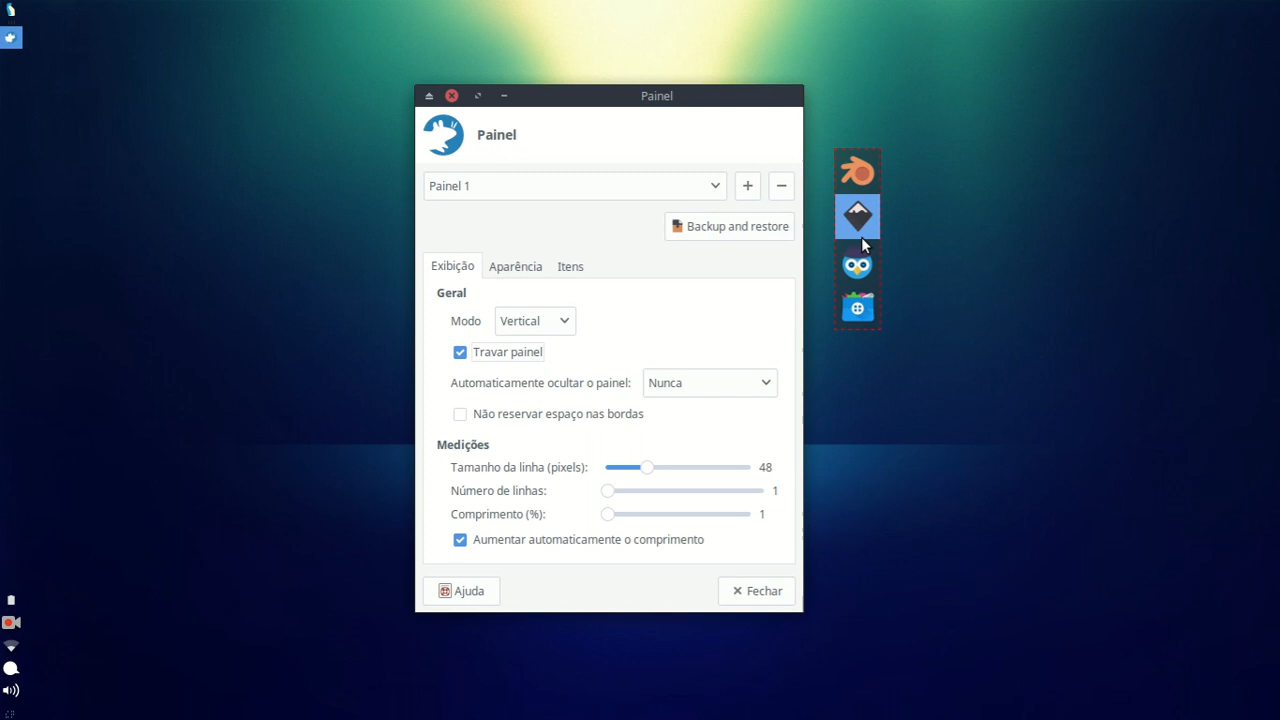 Painel
Painel
Painel 1
+ −
Backup and restore
Exibição Aparência Itens
Geral
Modo Vertical
Travar painel
Automaticamente ocultar o painel: Nunca
Não reservar espaço nas bordas
Medições
Tamanho da linha (pixels): 48
Número de linhas: 1
Comprimento (%): 1
Aumentar automaticamente o comprimento
Ajuda Fechar